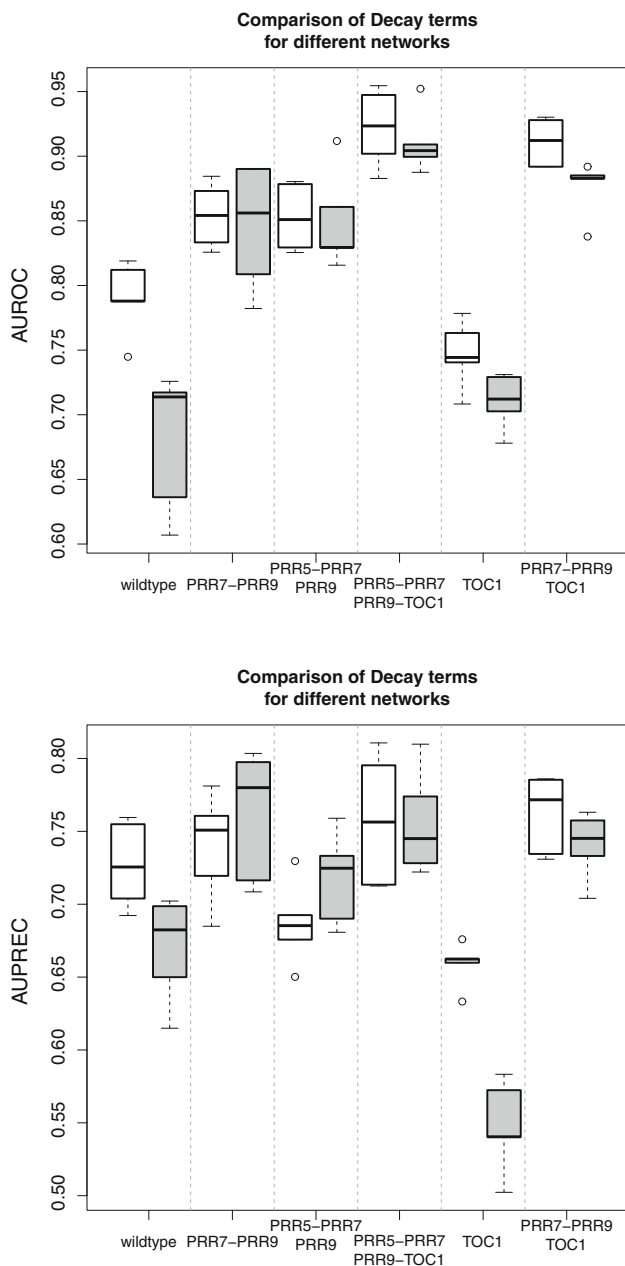 Comparison of Decay terms
for different networks
AUROC
0.95
0.90
0.85
0.80
0.75
0.70
0.65
0.60
wildtype
PRR7−PRR9
PRR5−PRR7
PRR9
PRR5−PRR7
PRR9−TOC1
TOC1
PRR7−PRR9
TOC1
Comparison of Decay terms
for different networks
AUPREC
0.80
0.75
0.70
0.65
0.60
0.55
0.50
wildtype
PRR7−PRR9
PRR5−PRR7
PRR9
PRR5−PRR7
PRR9−TOC1
TOC1
PRR7−PRR9
TOC1